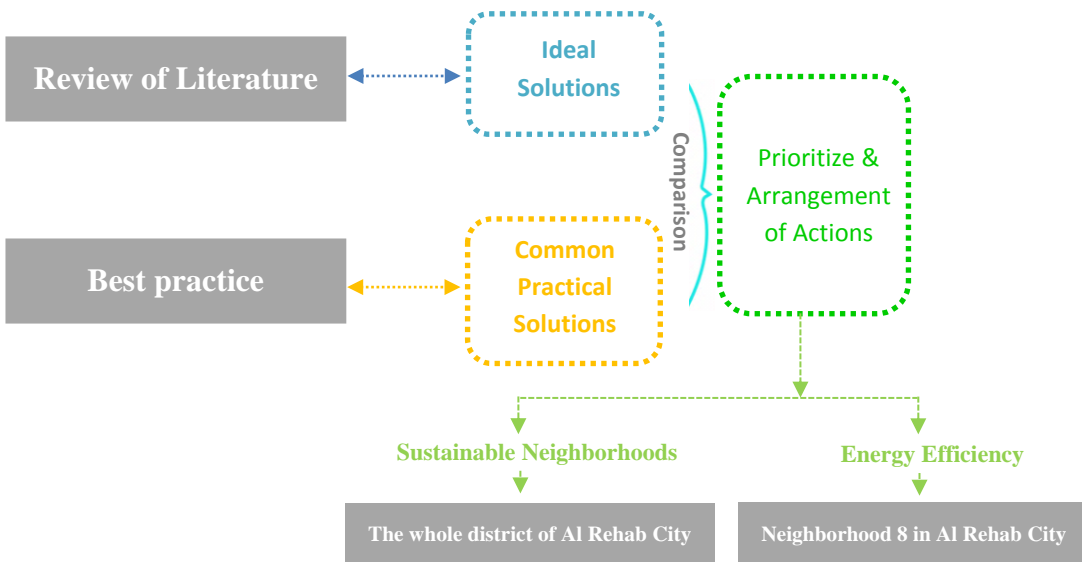 Review of Literature
Ideal
Solutions
Best practice
Common
Practical
Solutions
Comparison
Prioritize &
Arrangement
of Actions
Sustainable Neighborhoods
Energy Efficiency
The whole district of Al Rehab City
Neighborhood 8 in Al Rehab City